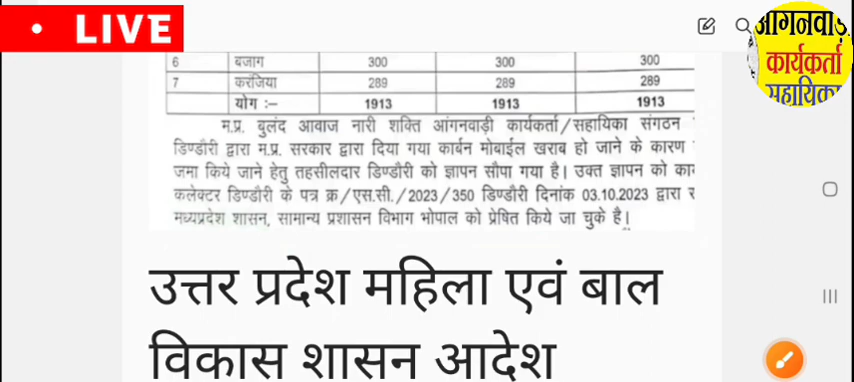 LIVE
आंगनवाड़ी
कार्यकर्ता
सहायिका
6 बजाग 300 300 300
7 करंजिया 289 289 289
योग :– 1913 1913 1913
म.प्र. बुलंद आवाज नारी शक्ति आंगनवाड़ी कार्यकर्ता/सहायिका संगठन
डिण्डौरी द्वारा म.प्र. सरकार द्वारा दिया गया कार्बन मोबाईल खराब हो जाने के कारण
जमा किये जाने हेतु तहसीलदार डिण्डौरी को ज्ञापन सौपा गया है। उक्त ज्ञापन को
कलेक्टर डिण्डौरी के पत्र क्र/एस.सी./2023/350 डिण्डौरी दिनांक 03.10.2023 द्वारा
मध्यप्रदेश शासन, सामान्य प्रशासन विभाग भोपाल को प्रेषित किये जा चुके है।
उत्तर प्रदेश महिला एवं बाल
विकास शासन आदेश